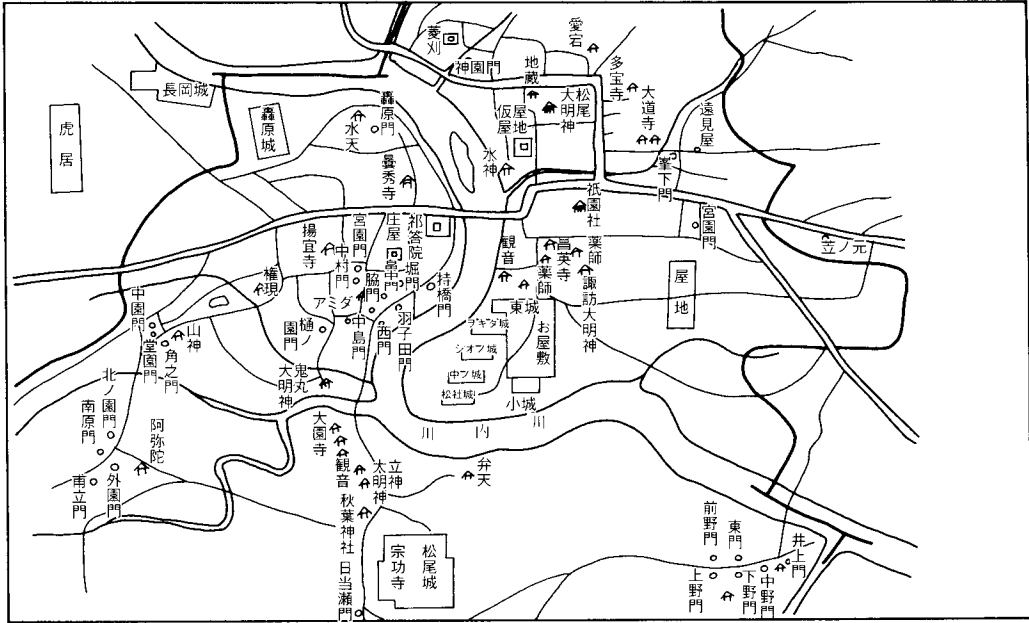 菱刈
神園門
愛宕
地蔵
多宝寺
長岡城
松尾大明神
大道寺
遠見屋
虎居
轟原城
轟原門
水天
仮屋
屋地
水神
峯下門
曇秀寺
祇園社
宮園門
笠ノ元
揚宜寺
宮園門
中村門
庄屋
畠中門
祁答院
堀門
持橋門
観音
薬師
昌英寺
薬師
諏訪大明神
屋地
権現
アミダ
脇門
東城
お屋敷
中園門
堂園門
山神
角之門
樋ノ園門
中島門
西門
羽子田門
ヲキタ城
シオツ城
中ツ城
松社城
小城
北ノ園門
南原門
阿弥陀
鬼丸大明神
川内川
大園寺
観音
立神太明神
弁天
甫立門
外園門
秋葉神社
日当瀬門
松尾城
宗功寺
前野門
東門
井上門
上野門
下野門
中野門